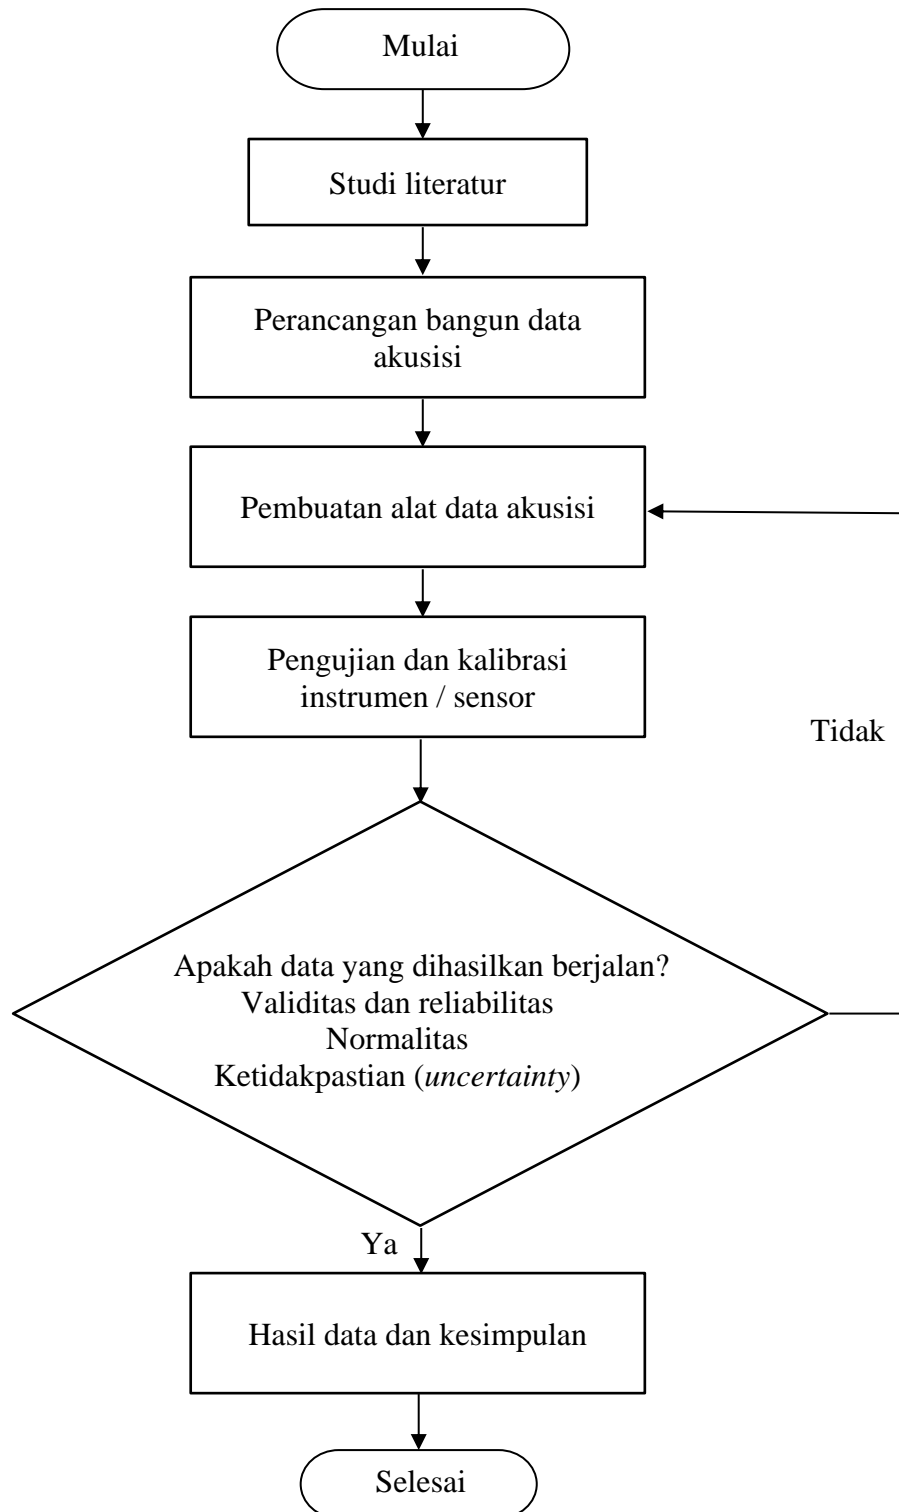 Mulai
Studi literatur
Perancangan bangun data
akusisi
Pembuatan alat data akusisi
Pengujian dan kalibrasi
instrumen / sensor
Tidak
Apakah data yang dihasilkan berjalan?
Validitas dan reliabilitas
Normalitas
Ketidakpastian (uncertainty)
Ya
Hasil data dan kesimpulan
Selesai